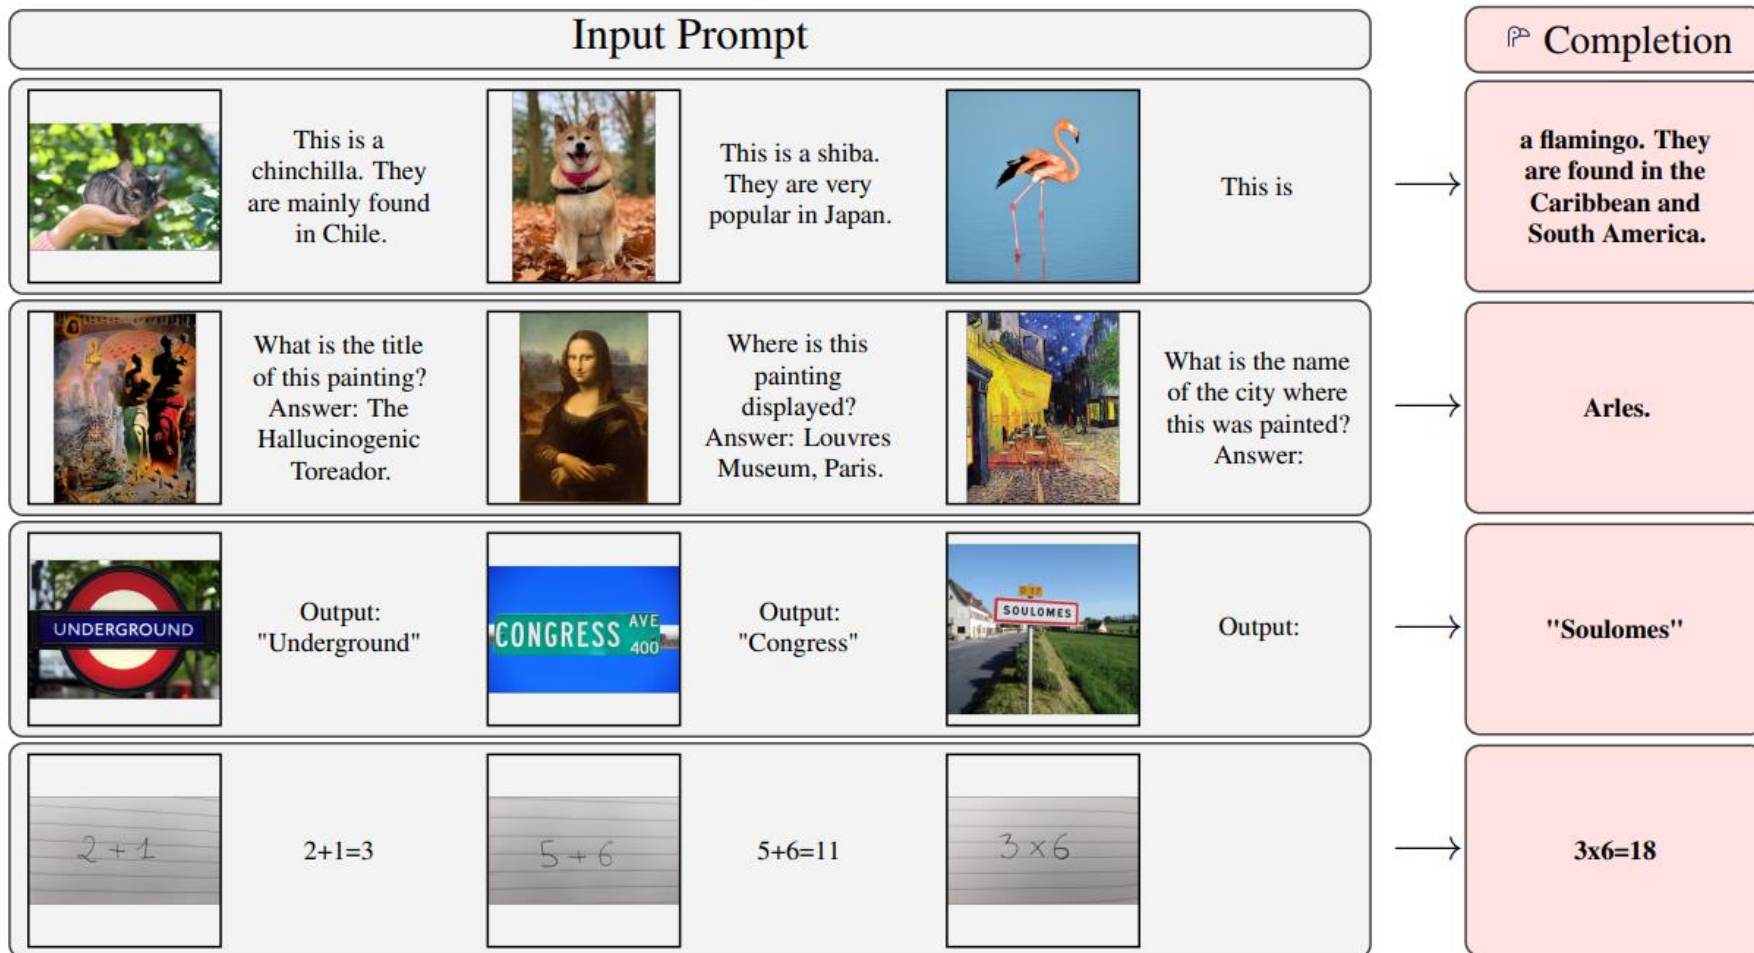 Input Prompt
Completion
This is a
chinchilla. They
are mainly found
in Chile.
This is a shiba.
They are very
popular in Japan.
This is
a flamingo. They
are found in the
Caribbean and
South America.
What is the title
of this painting?
Answer: The
Hallucinogenic
Toreador.
Where is this
painting
displayed?
Answer: Louvres
Museum, Paris.
What is the name
of the city where
this was painted?
Answer:
Arles.
UNDERGROUND
Output:
"Underground"
CONGRESS AVE
400
Output:
"Congress"
D 17
SOULOMES
Output:
"Soulomes"
2+1
2+1=3
5+6
5+6=11
3×6
3x6=18